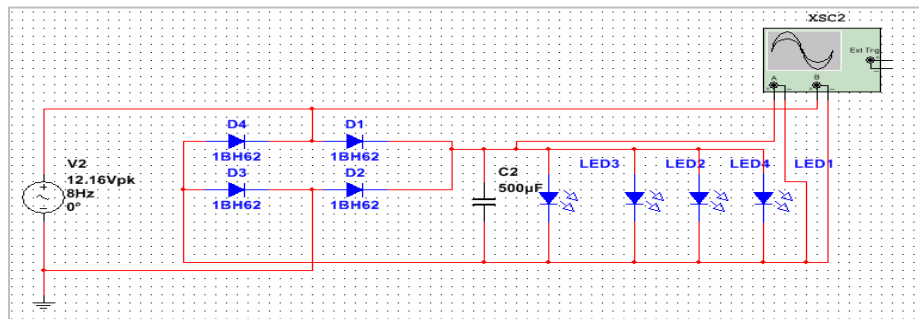 XSC2
Ext Trig
A
B
D4
D1
1BH62
1BH62
D3
D2
1BH62
1BH62
V2
12.16Vpk
8Hz
0°
C2
500µF
LED3
LED2
LED4
LED1